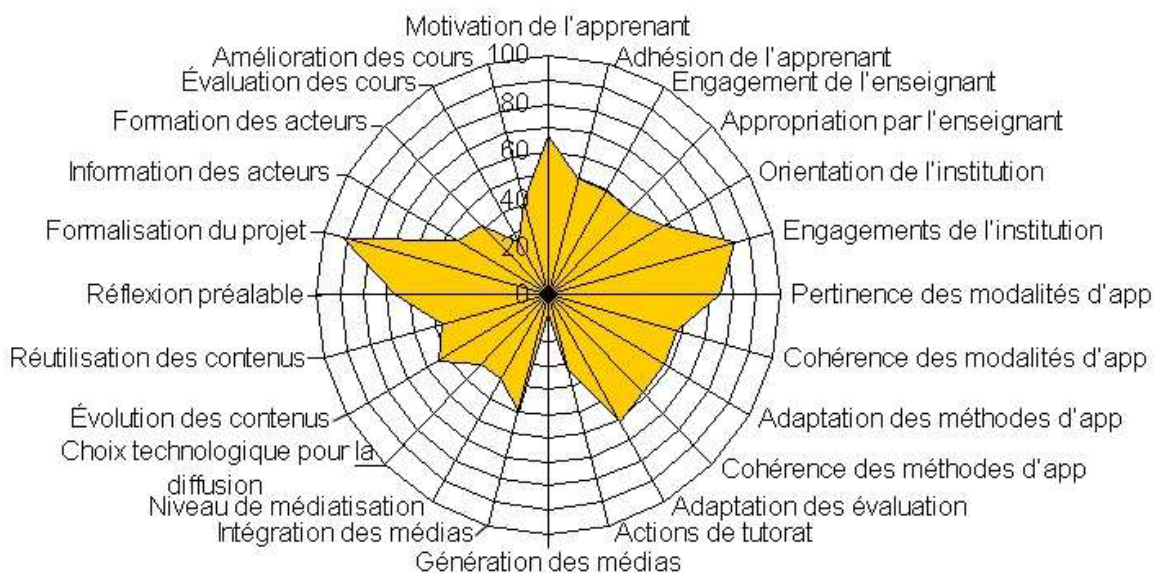 Motivation de l'apprenant
Adhésion de l'apprenant
Engagement de l'enseignant
Appropriation par l'enseignant
Orientation de l'institution
Engagements de l'institution
Pertinence des modalités d'app
Cohérence des modalités d'app
Adaptation des méthodes d'app
Cohérence des méthodes d'app
Adaptation des évaluation
Actions de tutorat
Génération des médias
Intégration des médias
Niveau de médiatisation
Choix technologique pour la
diffusion
Évolution des contenus
Réutilisation des contenus
Réflexion préalable
Formalisation du projet
Information des acteurs
Formation des acteurs
Évaluation des cours
Amélioration des cours
100
80
60
40
20
0